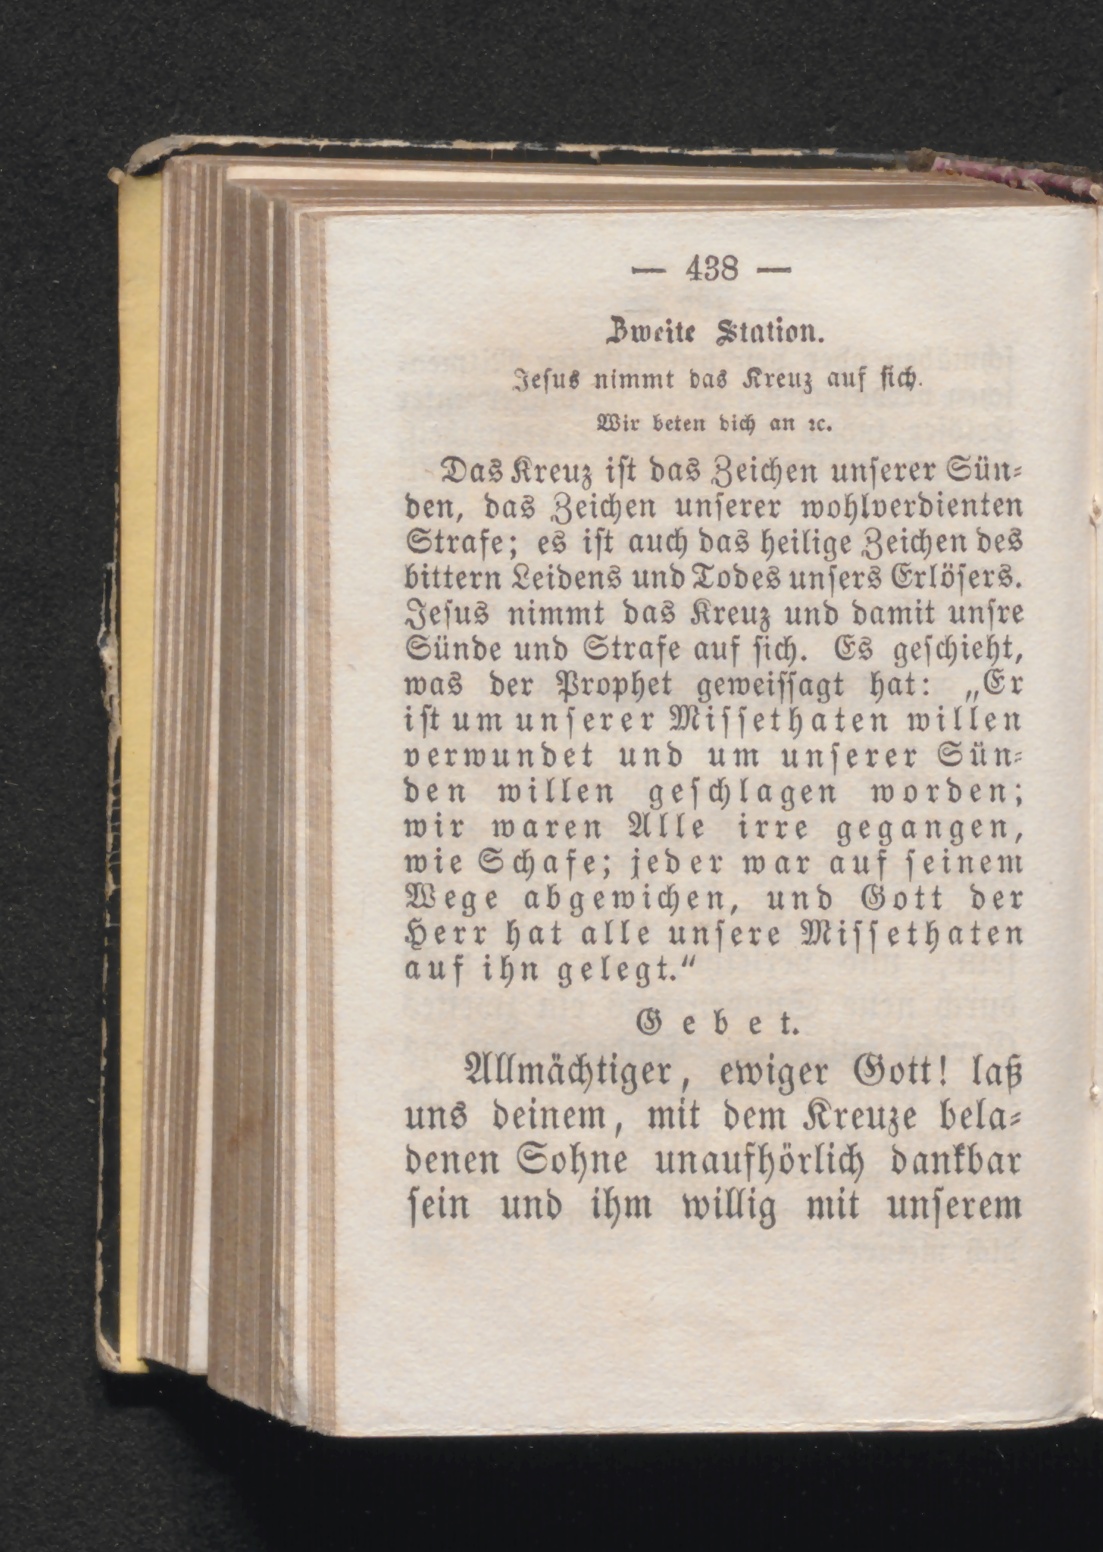 — 438 —
Zweite Station.
Jesus nimmt das Kreuz auf sich.
Wir beten dich an ꝛc.
Das Kreuz ist das Zeichen unserer Sün-
den, das Zeichen unserer wohlverdienten
Strafe; es ist auch das heilige Zeichen des
bittern Leidens und Todes unsers Erlösers.
Jesus nimmt das Kreuz und damit unsre
Sünde und Strafe auf sich. Es geschieht,
was der Prophet geweissagt hat: „Er
ist um unserer Missethaten willen
verwundet und um unserer Sün-
den willen geschlagen worden;
wir waren Alle irre gegangen,
wie Schafe; jeder war auf seinem
Wege abgewichen, und Gott der
Herr hat alle unsere Missethaten
auf ihn gelegt.“
Gebet.
Allmächtiger, ewiger Gott! laß
uns deinem, mit dem Kreuze bela-
denen Sohne unaufhörlich dankbar
sein und ihm willig mit unserem